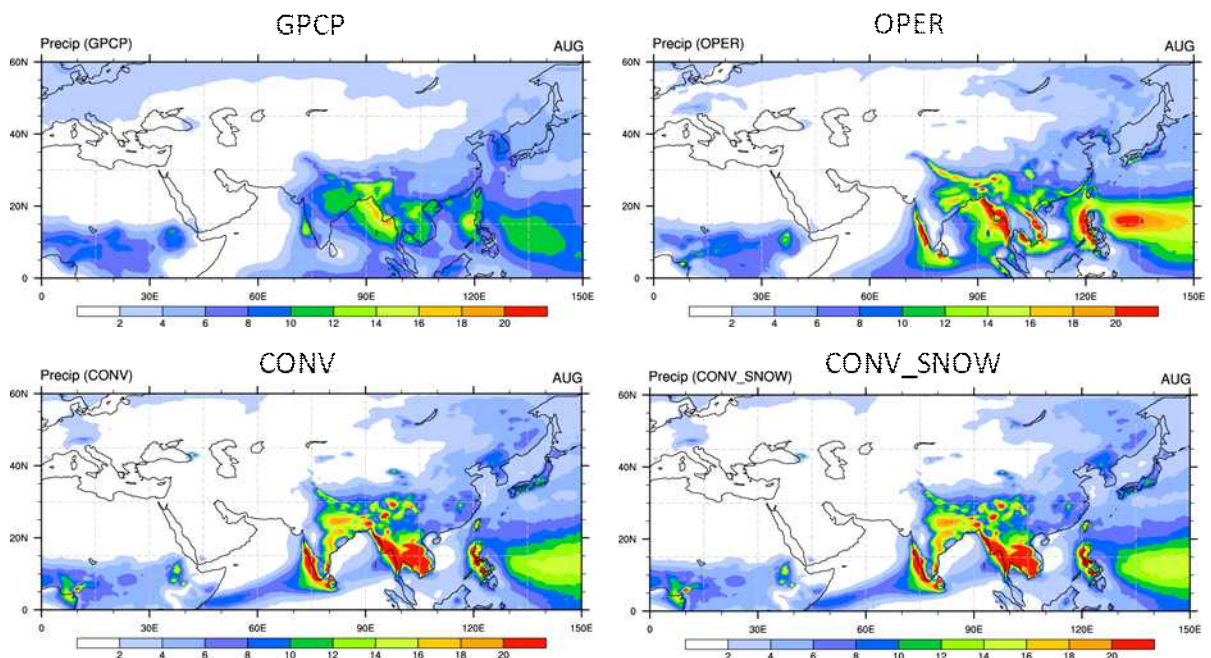 GPCP
Precip (GPCP) AUG
60N
40N
20N
0
0 30E 60E 90E 120E 150E
2 4 6 8 10 12 14 16 18 20
OPER
Precip (OPER) AUG
60N
40N
20N
0
0 30E 60E 90E 120E 150E
2 4 6 8 10 12 14 16 18 20
CONV
Precip (CONV) AUG
60N
40N
20N
0
0 30E 60E 90E 120E 150E
2 4 6 8 10 12 14 16 18 20
CONV_SNOW
Precip (CONV_SNOW) AUG
60N
40N
20N
0
0 30E 60E 90E 120E 150E
2 4 6 8 10 12 14 16 18 20